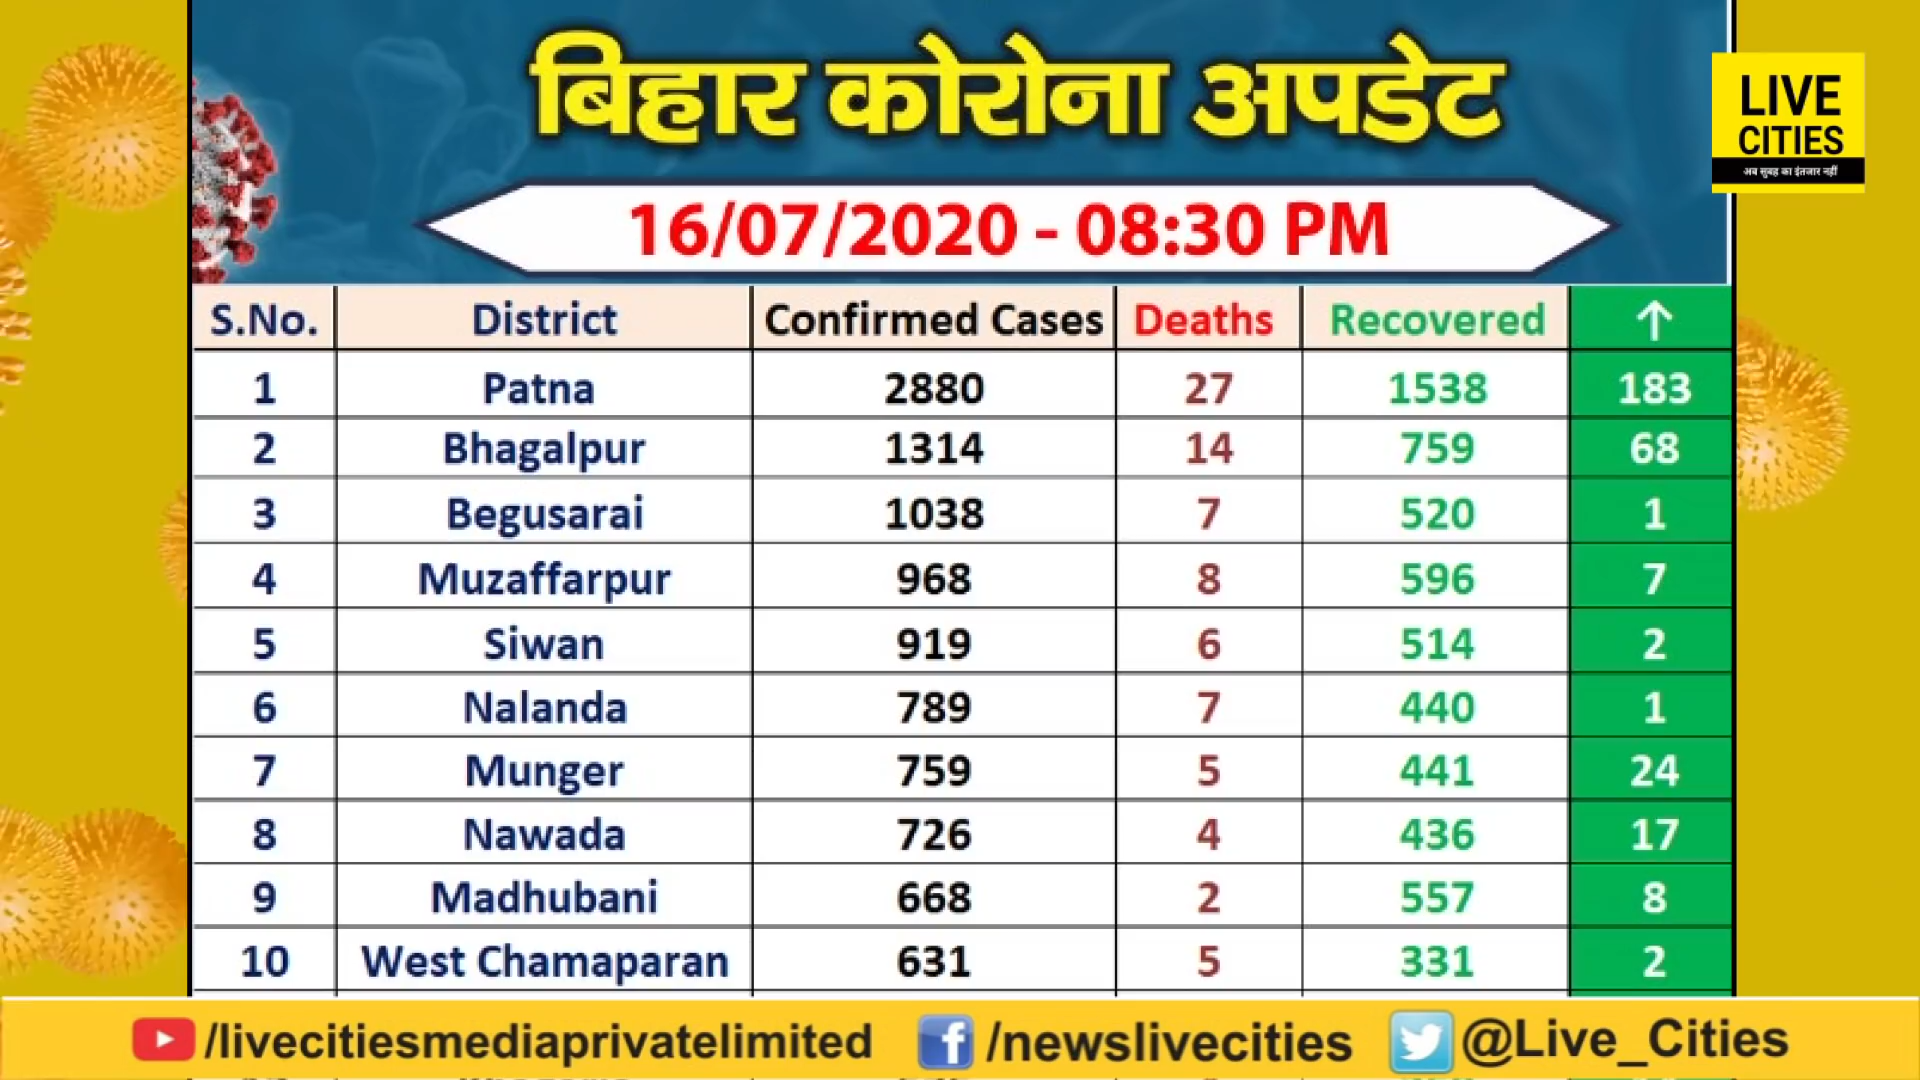 बिहार कोरोना अपडेट
LIVE
CITIES
अब सुबह का इंतजार नहीं
16/07/2020 - 08:30 PM
S.No. District Confirmed Cases Deaths Recovered ↑
1 Patna 2880 27 1538 183
2 Bhagalpur 1314 14 759 68
3 Begusarai 1038 7 520 1
4 Muzaffarpur 968 8 596 7
5 Siwan 919 6 514 2
6 Nalanda 789 7 440 1
7 Munger 759 5 441 24
8 Nawada 726 4 436 17
9 Madhubani 668 2 557 8
10 West Chamaparan 631 5 331 2
/livecitiesmediaprivatelimited /newslivecities @Live_Cities